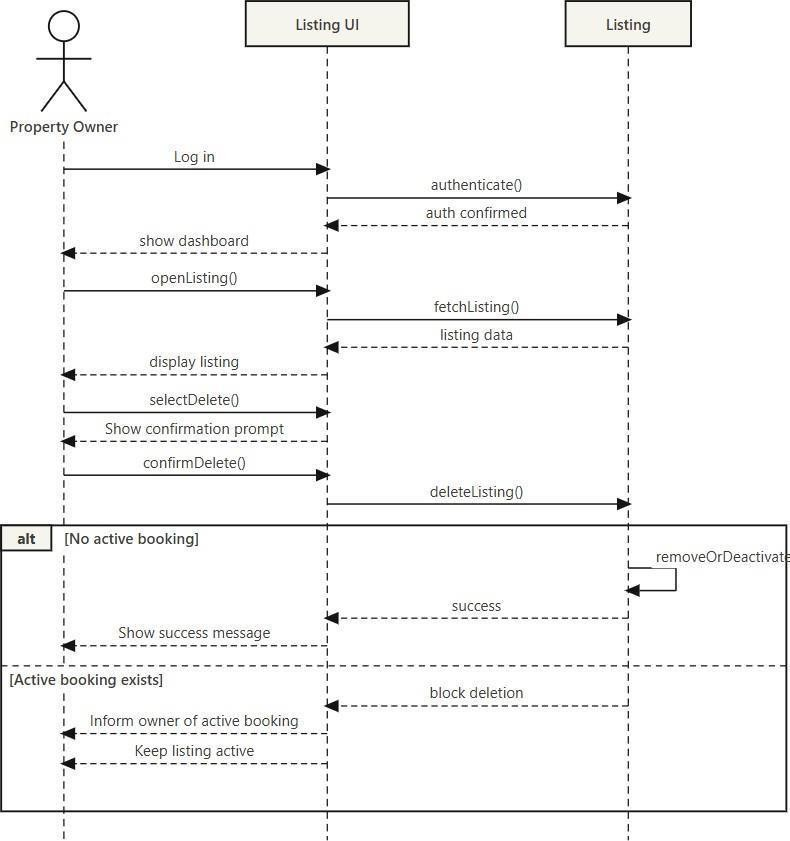 Listing UI
Listing
Property Owner
Log in
authenticate()
auth confirmed
show dashboard
openListing()
fetchListing()
listing data
display listing
selectDelete()
Show confirmation prompt
confirmDelete()
deleteListing()
alt
[No active booking]
removeOrDeactivate
success
Show success message
[Active booking exists]
block deletion
Inform owner of active booking
Keep listing active